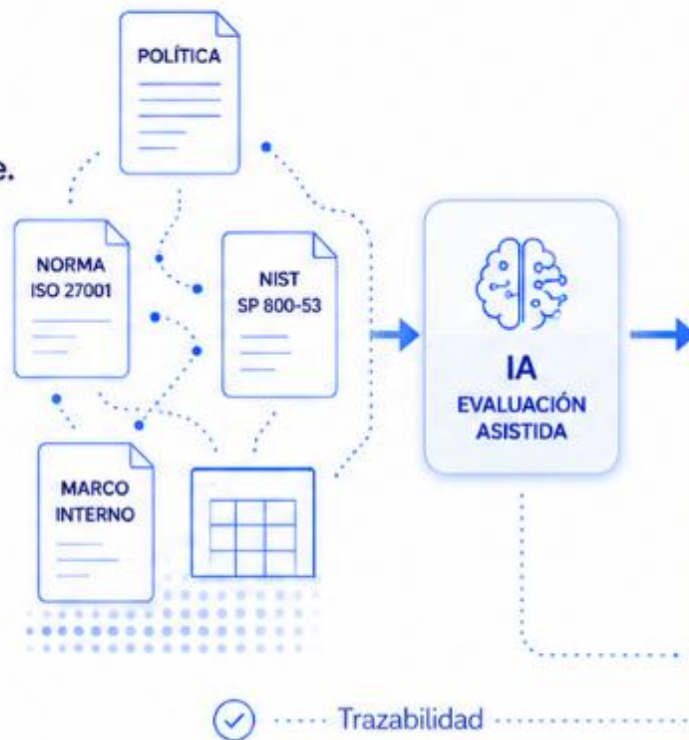 POLÍTICA
e.
NORMA
ISO 27001
NIST
SP 800-53
MARCO
INTERNO
IA
EVALUACIÓN
ASISTIDA
Trazabilidad